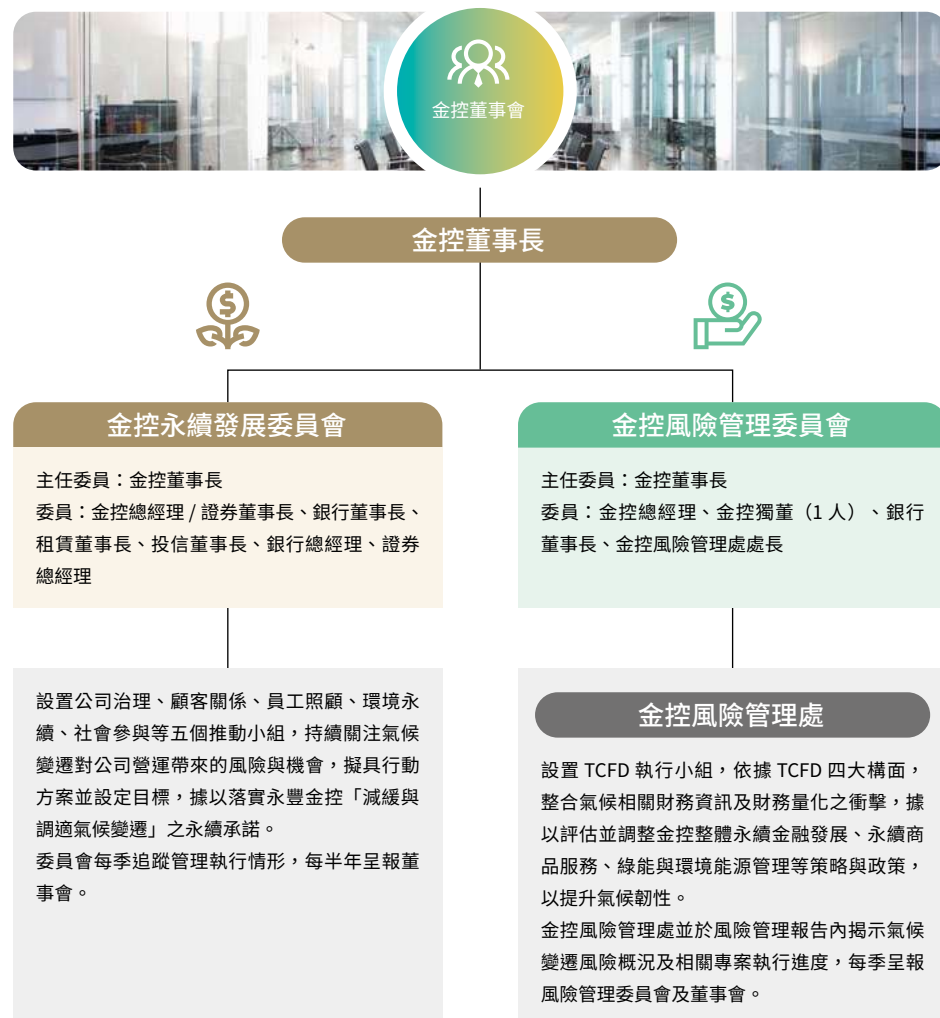 金控董事會
金控董事長
金控永續發展委員會
主任委員：金控董事長
委員：金控總經理 / 證券董事長、銀行董事長、
租賃董事長、投信董事長、銀行總經理、證券
總經理
設置公司治理、顧客關係、員工照顧、環境永
續、社會參與等五個推動小組，持續關注氣候
變遷對公司營運帶來的風險與機會，擬具行動
方案並設定目標，據以落實永豐金控「減緩與
調適氣候變遷」之永續承諾。
委員會每季追蹤管理執行情形，每半年呈報董
事會。
金控風險管理委員會
主任委員：金控董事長
委員：金控總經理、金控獨董（1 人）、銀行
董事長、金控風險管理處處長
金控風險管理處
設置 TCFD 執行小組，依據 TCFD 四大構面，
整合氣候相關財務資訊及財務量化之衝擊，據
以評估並調整金控整體永續金融發展、永續商
品服務、綠能與環境能源管理等策略與政策，
以提升氣候韌性。
金控風險管理處並於風險管理報告內揭示氣候
變遷風險概況及相關專案執行進度，每季呈報
風險管理委員會及董事會。